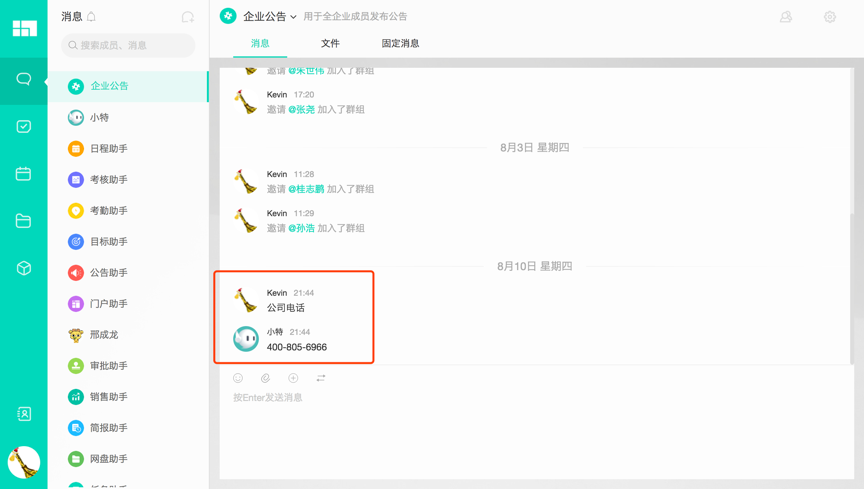 消息
搜索成员、消息
企业公告
小特
日程助手
考核助手
考勤助手
目标助手
公告助手
门户助手
邢成龙
审批助手
销售助手
简报助手
网盘助手
企业公告 用于全企业成员发布公告
消息 文件 固定消息
邀请 @朱世伟 加入了群组
Kevin 17:20
邀请 @张尧 加入了群组
8月3日 星期四
Kevin 11:28
邀请 @桂志鹏 加入了群组
Kevin 11:29
邀请 @孙浩 加入了群组
8月10日 星期四
Kevin 21:44
公司电话
小特 21:44
400-805-6966
按Enter发送消息